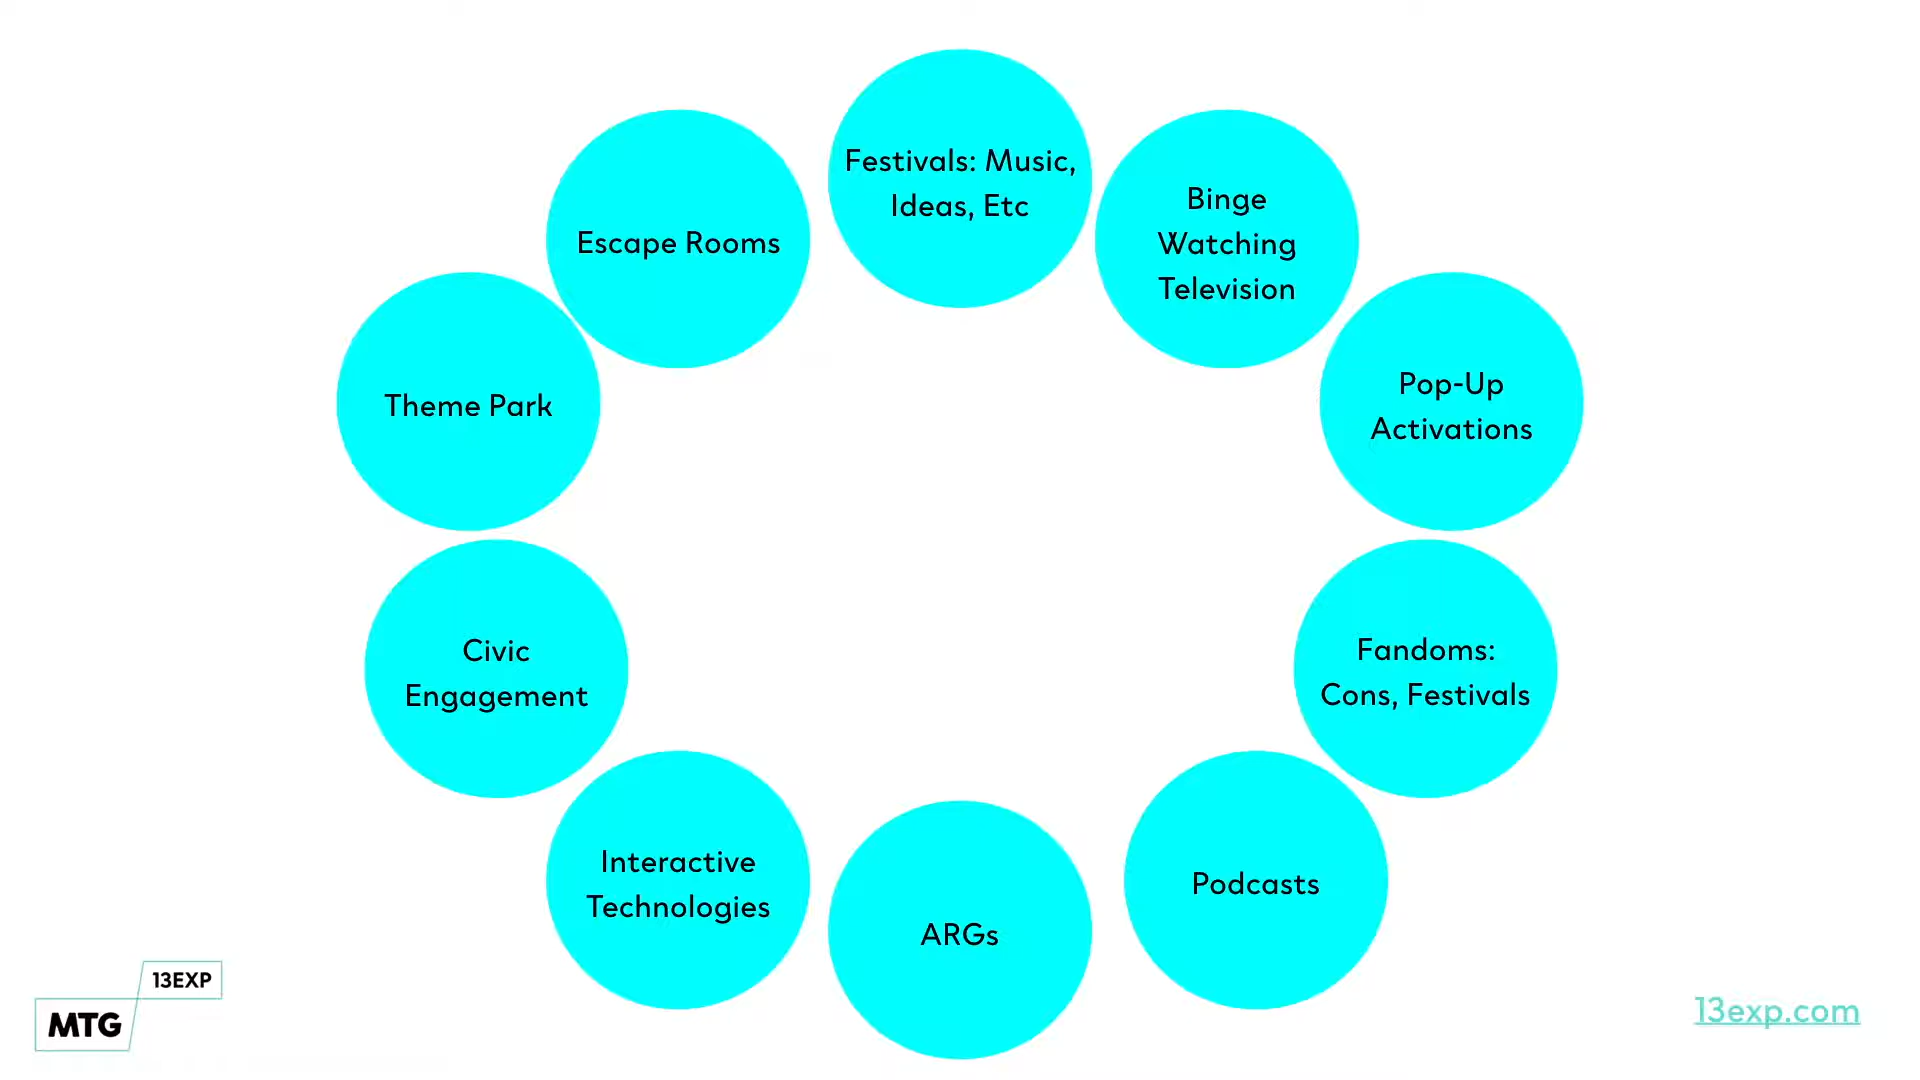 Festivals: Music,
Ideas, Etc
Binge
Watching
Television
Pop-Up
Activations
Fandoms:
Cons, Festivals
Podcasts
ARGs
Interactive
Technologies
Civic
Engagement
Theme Park
Escape Rooms
13EXP
MTG
13exp.com